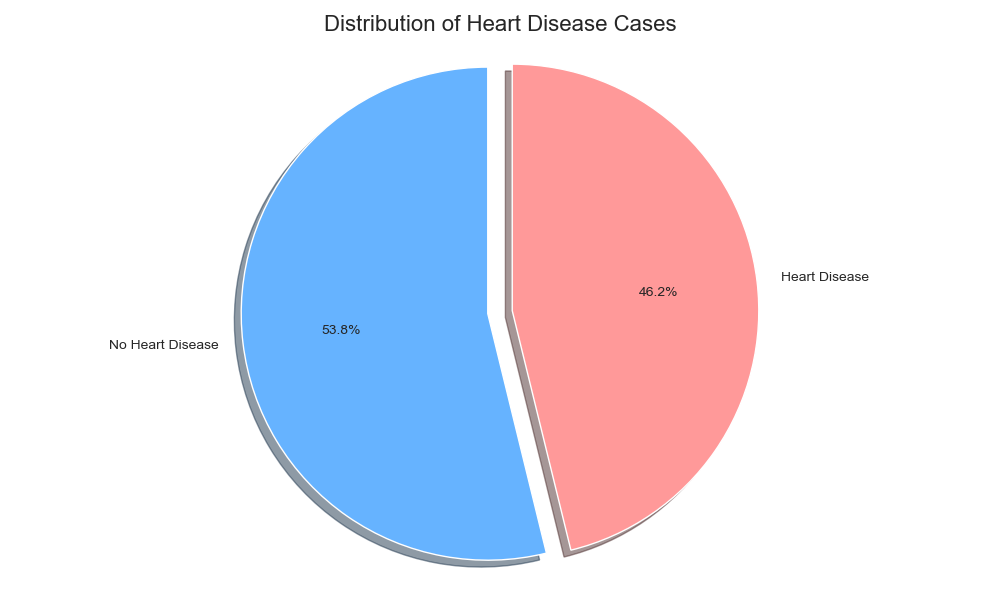 Distribution of Heart Disease Cases
Heart Disease
46.2%
53.8%
No Heart Disease